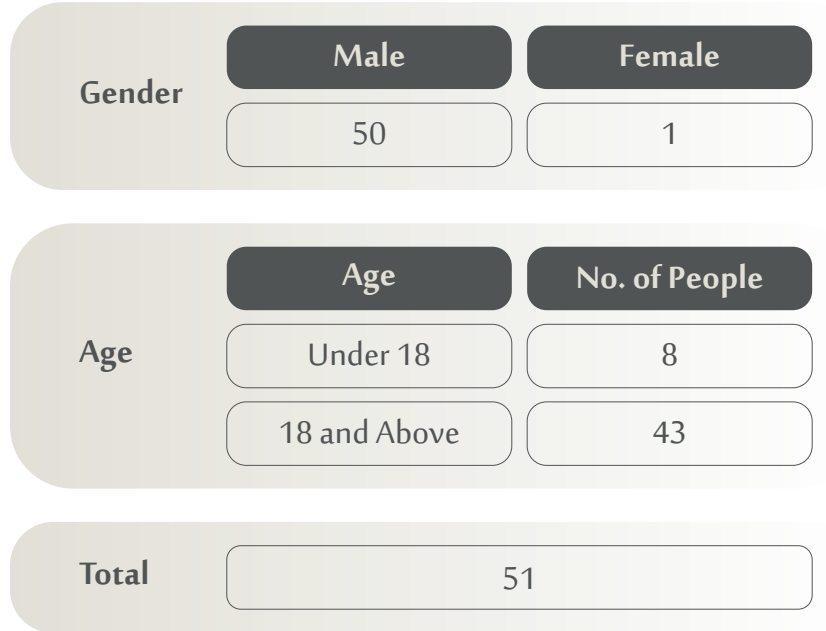 Gender
Male Female
50 1
Age
Age No. of People
Under 18 8
18 and Above 43
Total
51